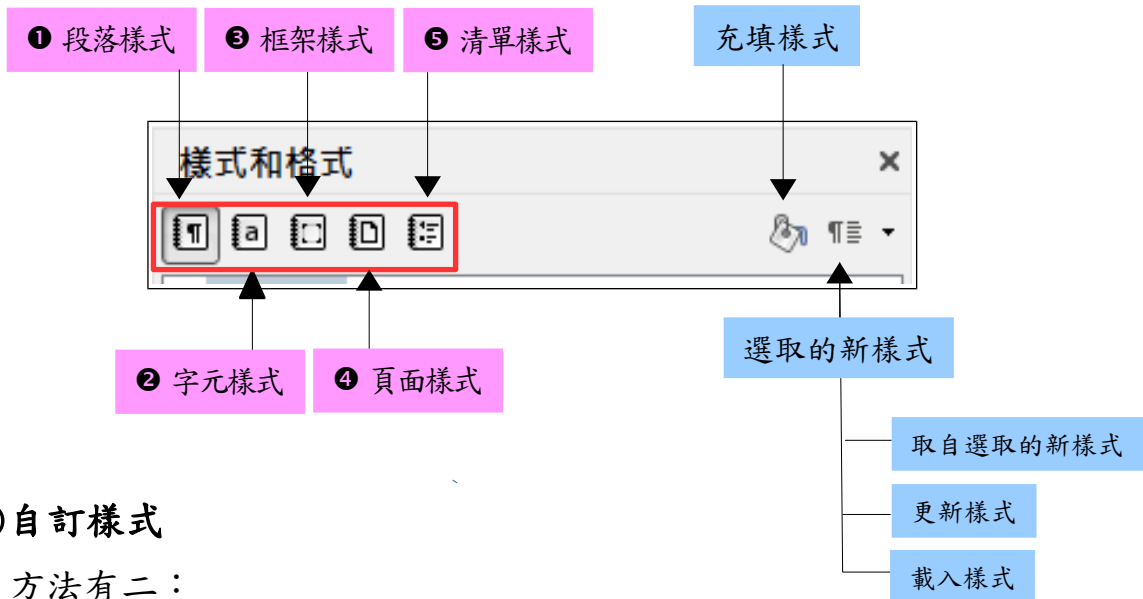 ❶ 段落樣式
❸ 框架樣式
❺ 清單樣式
充填樣式
樣式和格式
❷ 字元樣式
❹ 頁面樣式
選取的新樣式
取自選取的新樣式
更新樣式
載入樣式
、
)自訂樣式
方法有二：